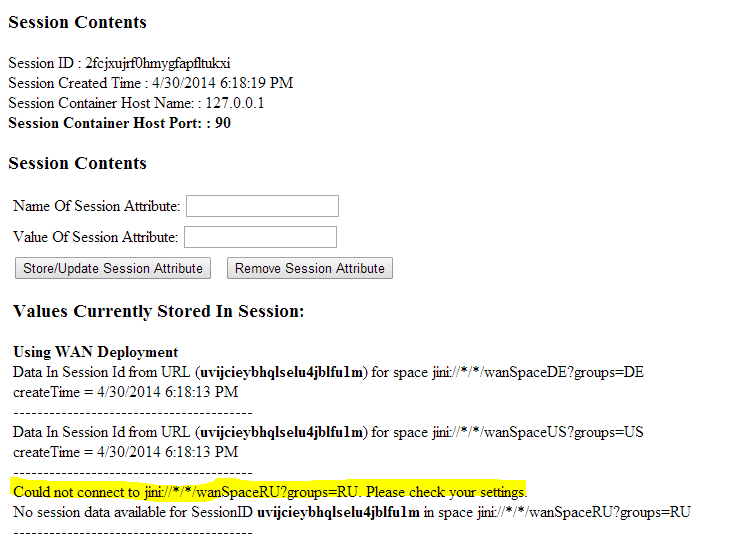 Session Contents
Session ID : 2fcjxujrf0hmygfapfltukxi
Session Created Time : 4/30/2014 6:18:19 PM
Session Container Host Name: : 127.0.0.1
Session Container Host Port: : 90
Session Contents
Name Of Session Attribute:
Value Of Session Attribute:
Store/Update Session Attribute Remove Session Attribute
Values Currently Stored In Session:
Using WAN Deployment
Data In Session Id from URL (uvijcieybhqlselu4jblfu1m) for space jini://*/*/wanSpaceDE?groups=DE
createTime = 4/30/2014 6:18:13 PM
----------------------------------------
Data In Session Id from URL (uvijcieybhqlselu4jblfu1m) for space jini://*/*/wanSpaceUS?groups=US
createTime = 4/30/2014 6:18:13 PM
----------------------------------------
Could not connect to jini://*/*/wanSpaceRU?groups=RU. Please check your settings.
No session data available for SessionID uvijcieybhqlselu4jblfu1m in space jini://*/*/wanSpaceRU?groups=RU
----------------------------------------